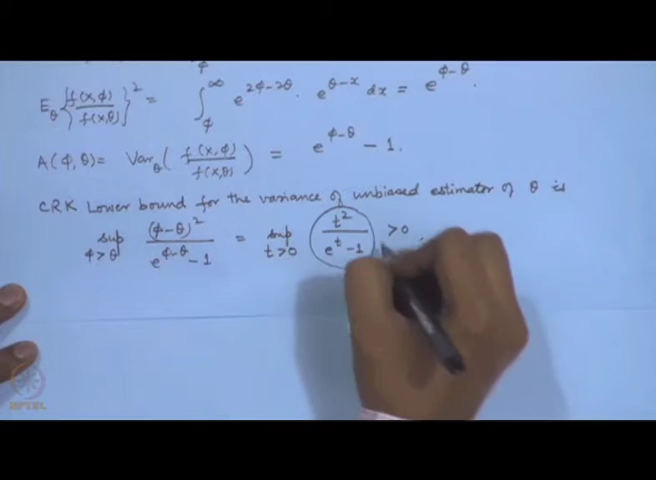 E_θ {f(x,φ)/f(x,θ)}² = ∫_φ^∞ e^{2φ-2θ} . e^{θ-x} dx = e^{φ-θ}.
A(φ,θ) = Var_θ ( f(x,φ)/f(x,θ) ) = e^{φ-θ} - 1.
CRK Lower bound for the variance of unbiased estimator of θ is
sup_{φ>θ} (φ-θ)²/(e^{φ-θ} - 1) = sup_{t>0} t²/(e^t - 1) > 0
NPTEL